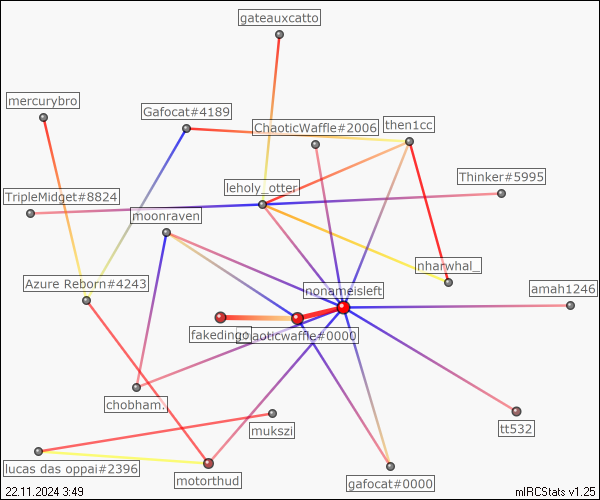 gateauxcatto
mercurybro
Gafocat#4189
ChaoticWaffle#2006
then1cc
Thinker#5995
leholy_otter
TripleMidget#8824
moonraven
nharwhal_
Azure Reborn#4243
nonameisleft
amah1246
fakeding
chaoticwaffle#0000
chobham.
mukszi
tt532
lucas das oppai#2396
motorthud
gafocat#0000
22.11.2024 3:49
mIRCStats v1.25